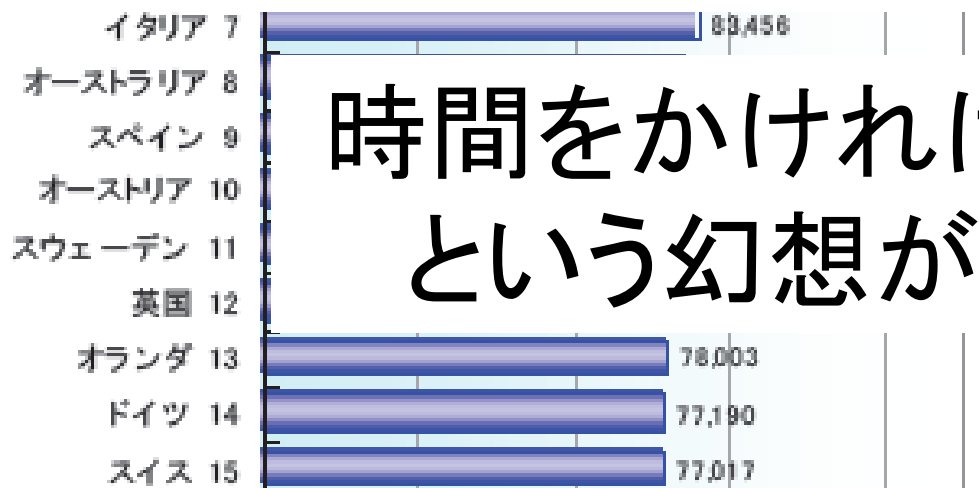 イタリア 7 83,456
オーストラリア 8
スペイン 9
オーストリア 10
スウェーデン 11
英国 12
時間をかければ
という幻想が
オランダ 13 78,003
ドイツ 14 77,190
スイス 15 77,017